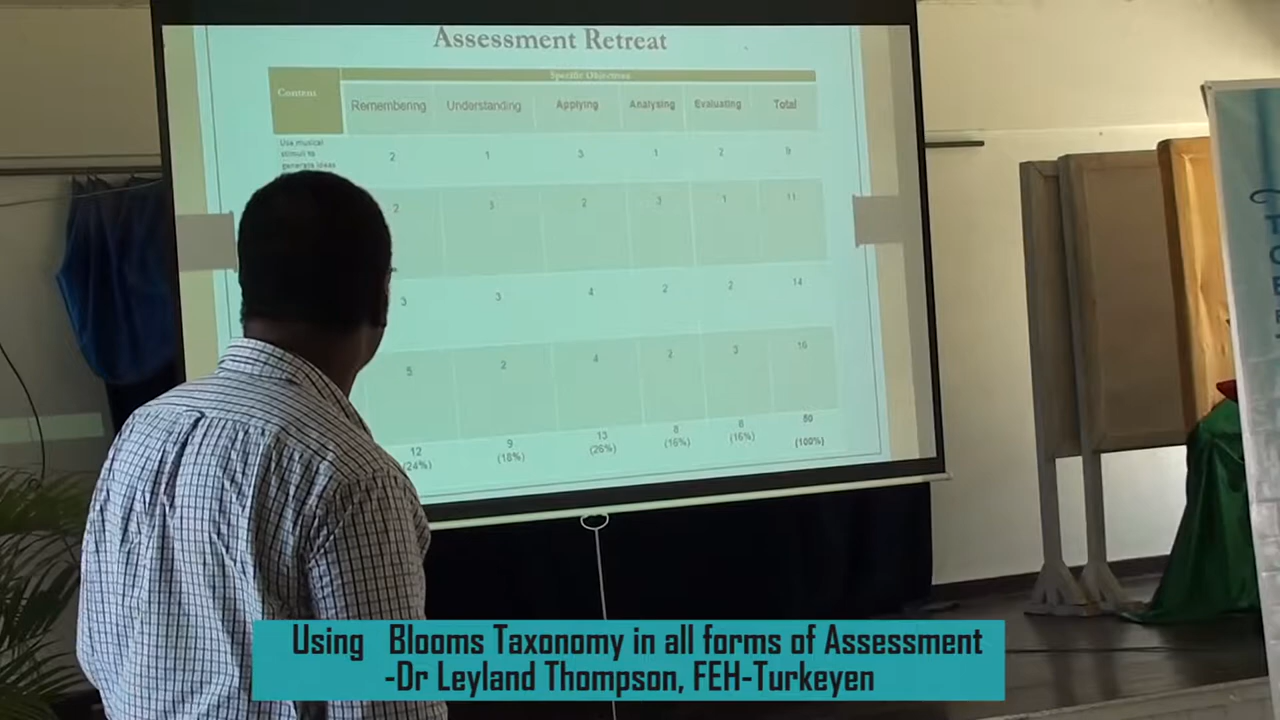 Assessment Retreat
Specific Objectives
Content
Remembering Understanding Applying Analysing Evaluating Total
Use musical
stimuli to
generate ideas
2 1 3 1 2 9
2 3 2 3 1 11
3 3 4 2 2 14
5 2 4 2 3 16
12 9 13 8 8 50
(24%) (18%) (26%) (16%) (16%) (100%)
Using Blooms Taxonomy in all forms of Assessment
-Dr Leyland Thompson, FEH-Turkeyen